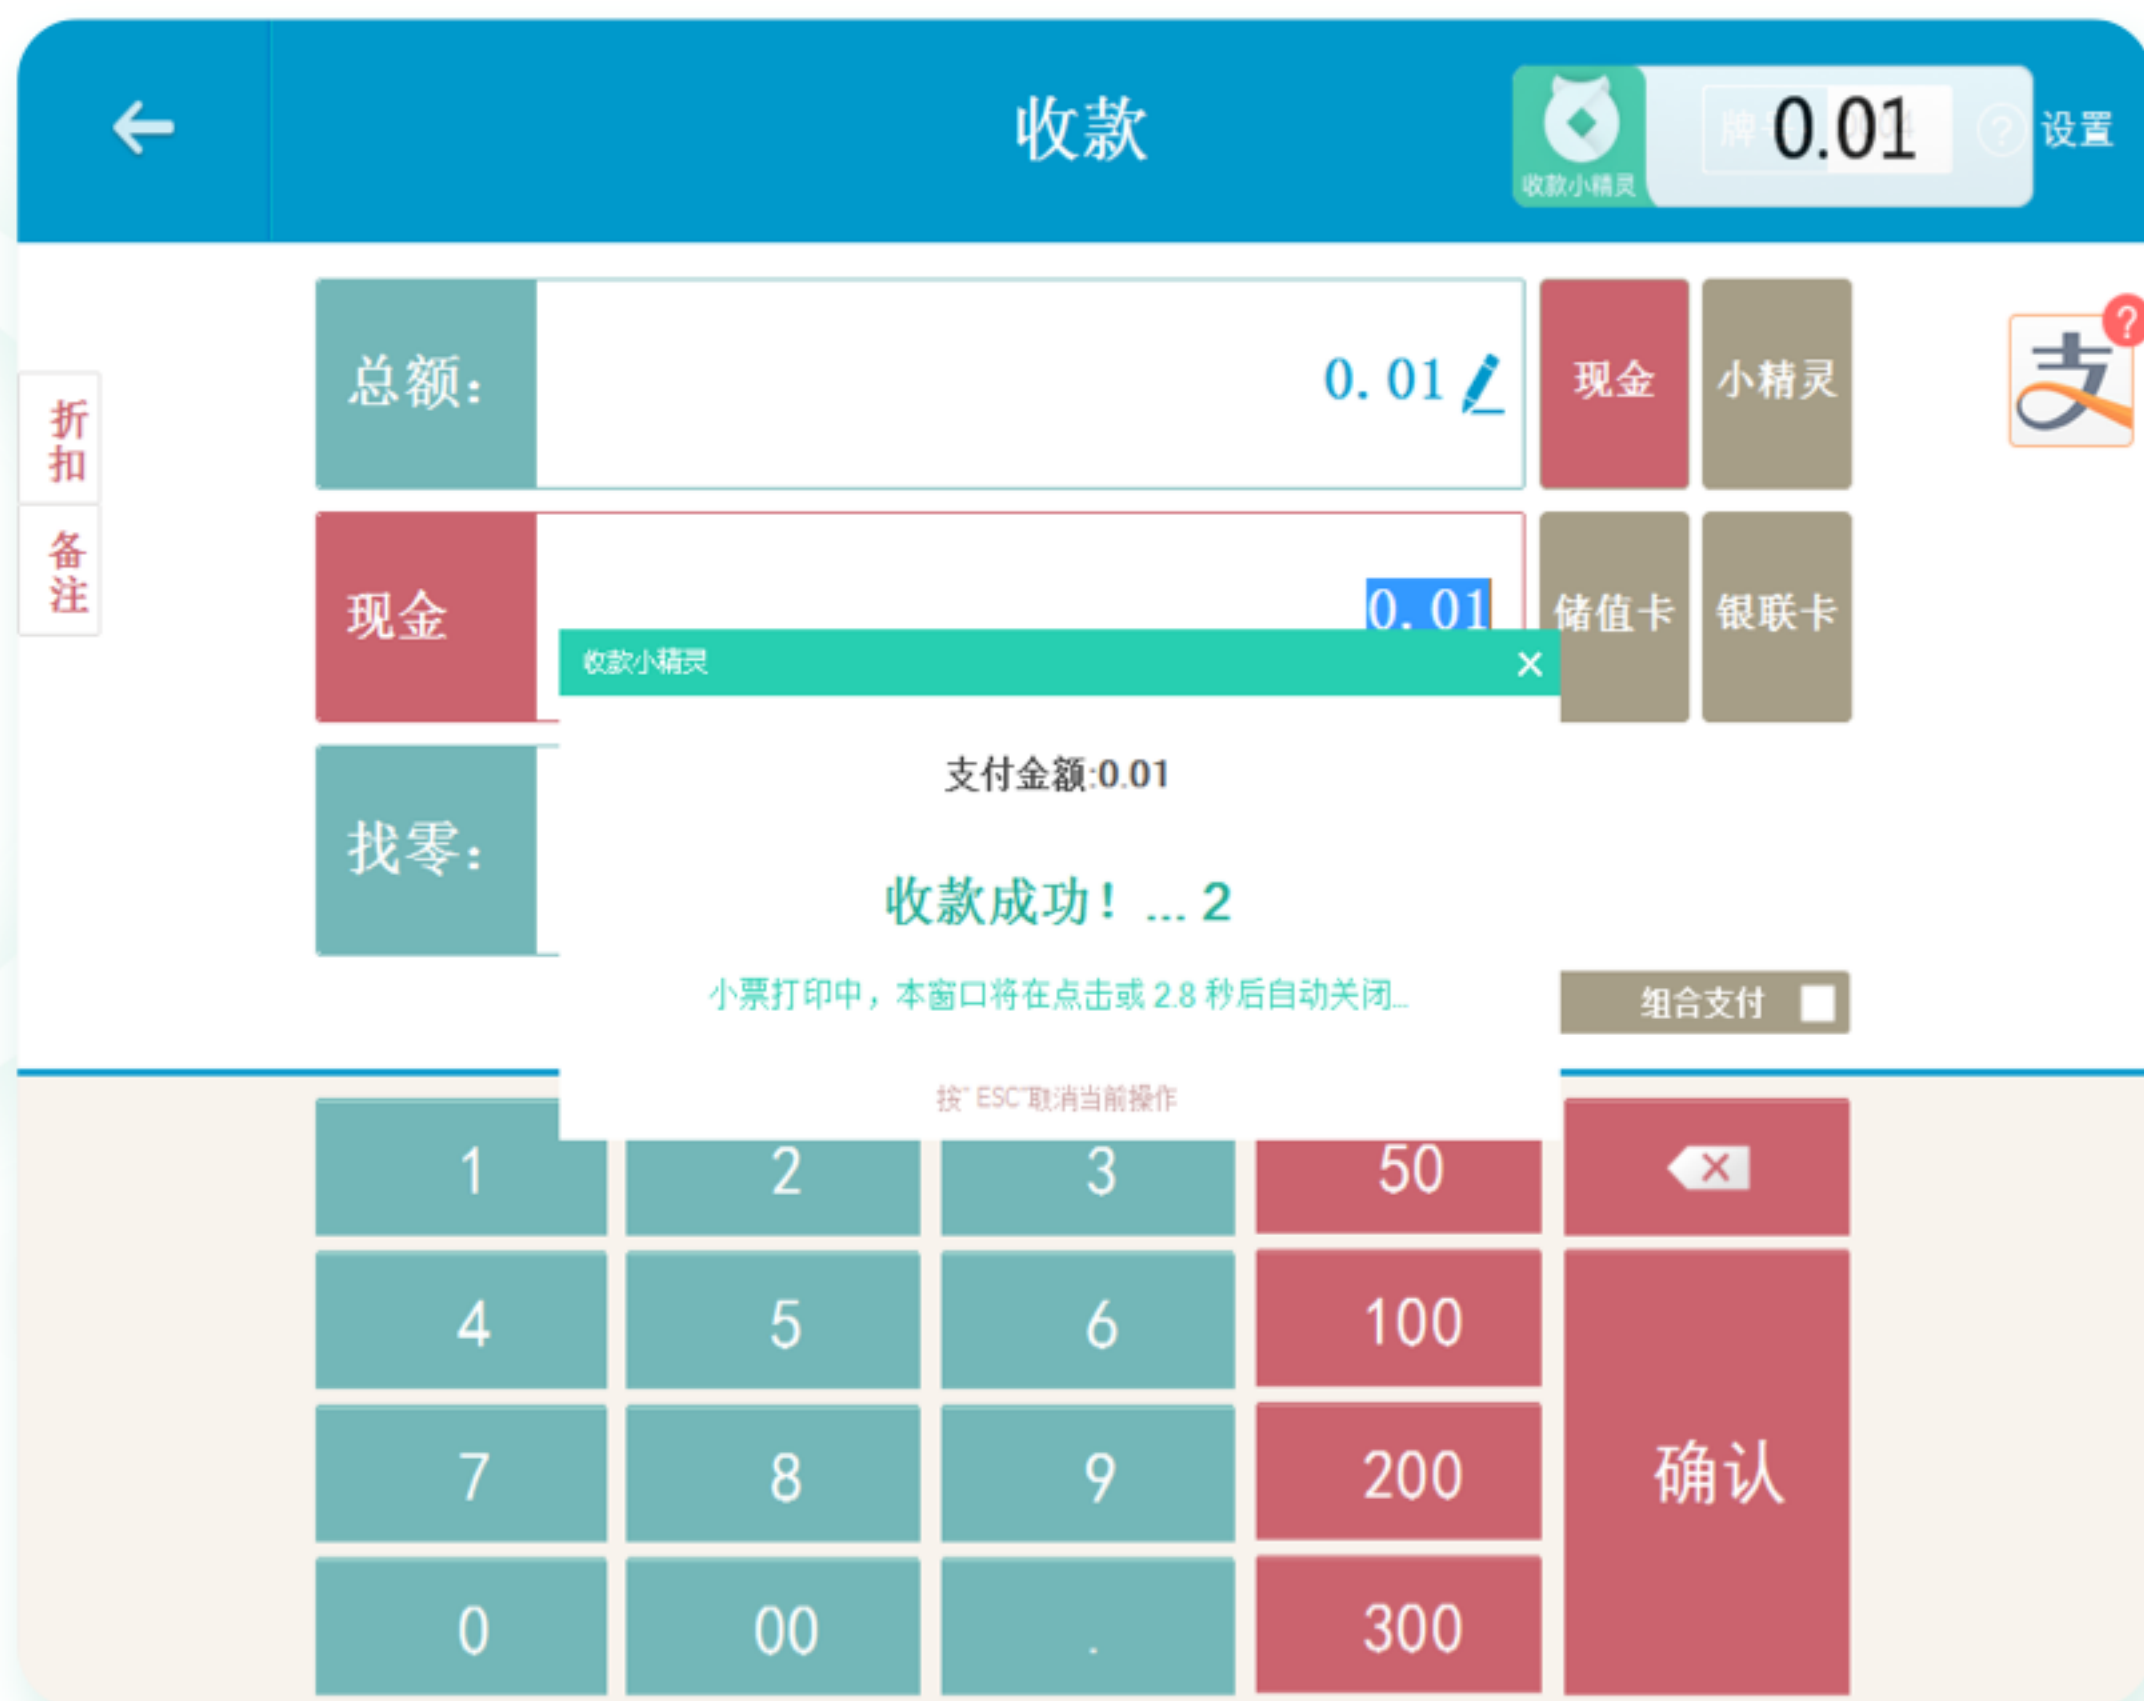 收款
0.01
设置
收款小精灵
总额：
0.01
现金
小精灵
支
?
折扣
备注
现金
0.01
储值卡
银联卡
收款小精灵
支付金额:0.01
找零：
收款成功！... 2
小票打印中，本窗口将在点击或 2.8 秒后自动关闭...
组合支付
按" ESC"取消当前操作
1
2
3
50
4
5
6
100
7
8
9
200
确认
0
00
.
300